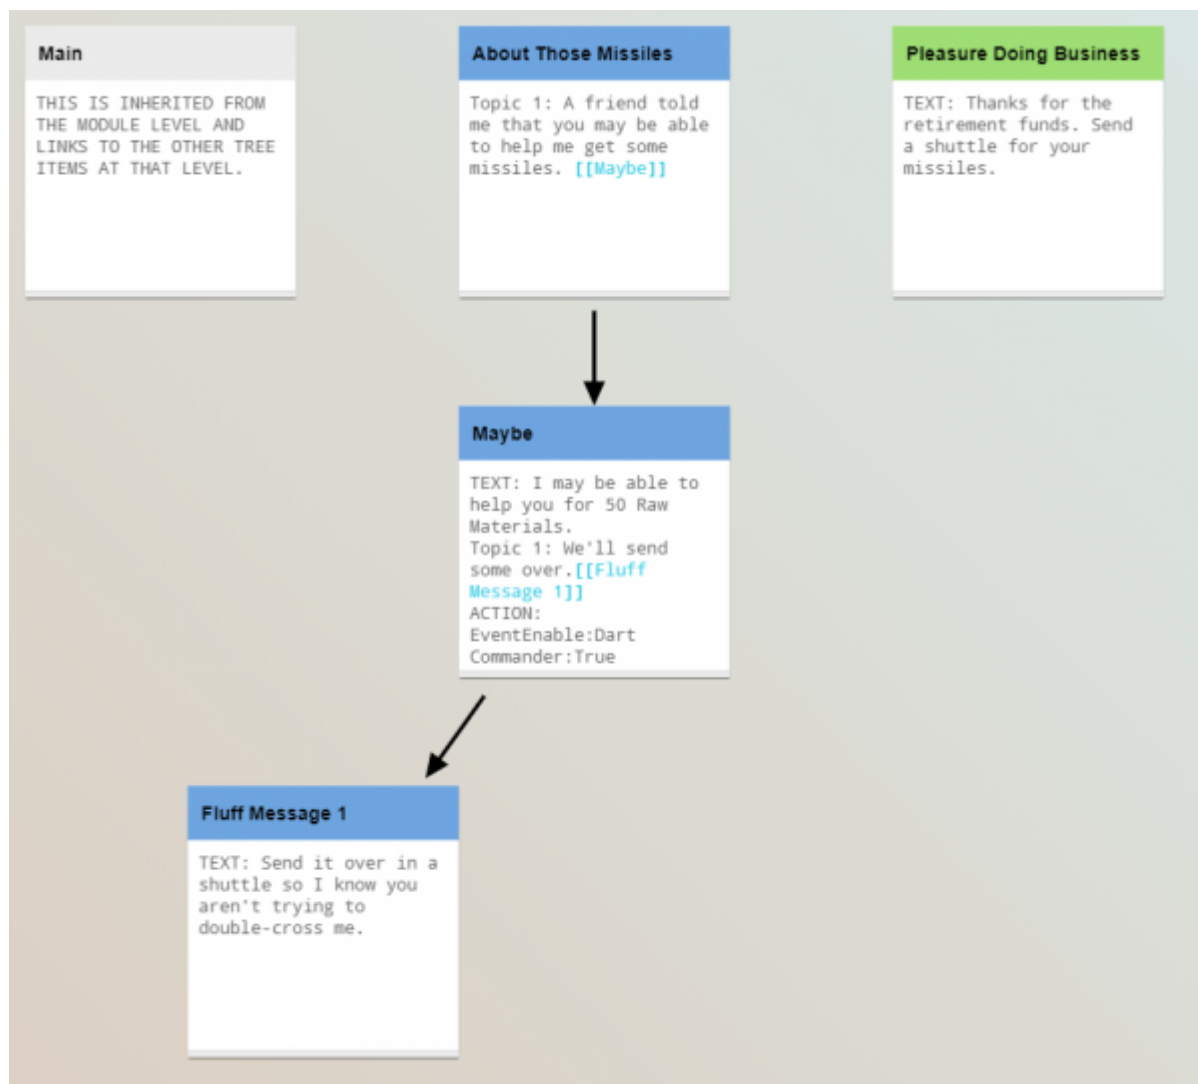 Main
THIS IS INHERITED FROM
THE MODULE LEVEL AND
LINKS TO THE OTHER TREE
ITEMS AT THAT LEVEL.
About Those Missiles
Topic 1: A friend told
me that you may be able
to help me get some
missiles. [[Maybe]]
Pleasure Doing Business
TEXT: Thanks for the
retirement funds. Send
a shuttle for your
missiles.
Maybe
TEXT: I may be able to
help you for 50 Raw
Materials.
Topic 1: We'll send
some over.[[Fluff
Message 1]]
ACTION:
EventEnable:Dart
Commander:True
Fluff Message 1
TEXT: Send it over in a
shuttle so I know you
aren't trying to
double-cross me.